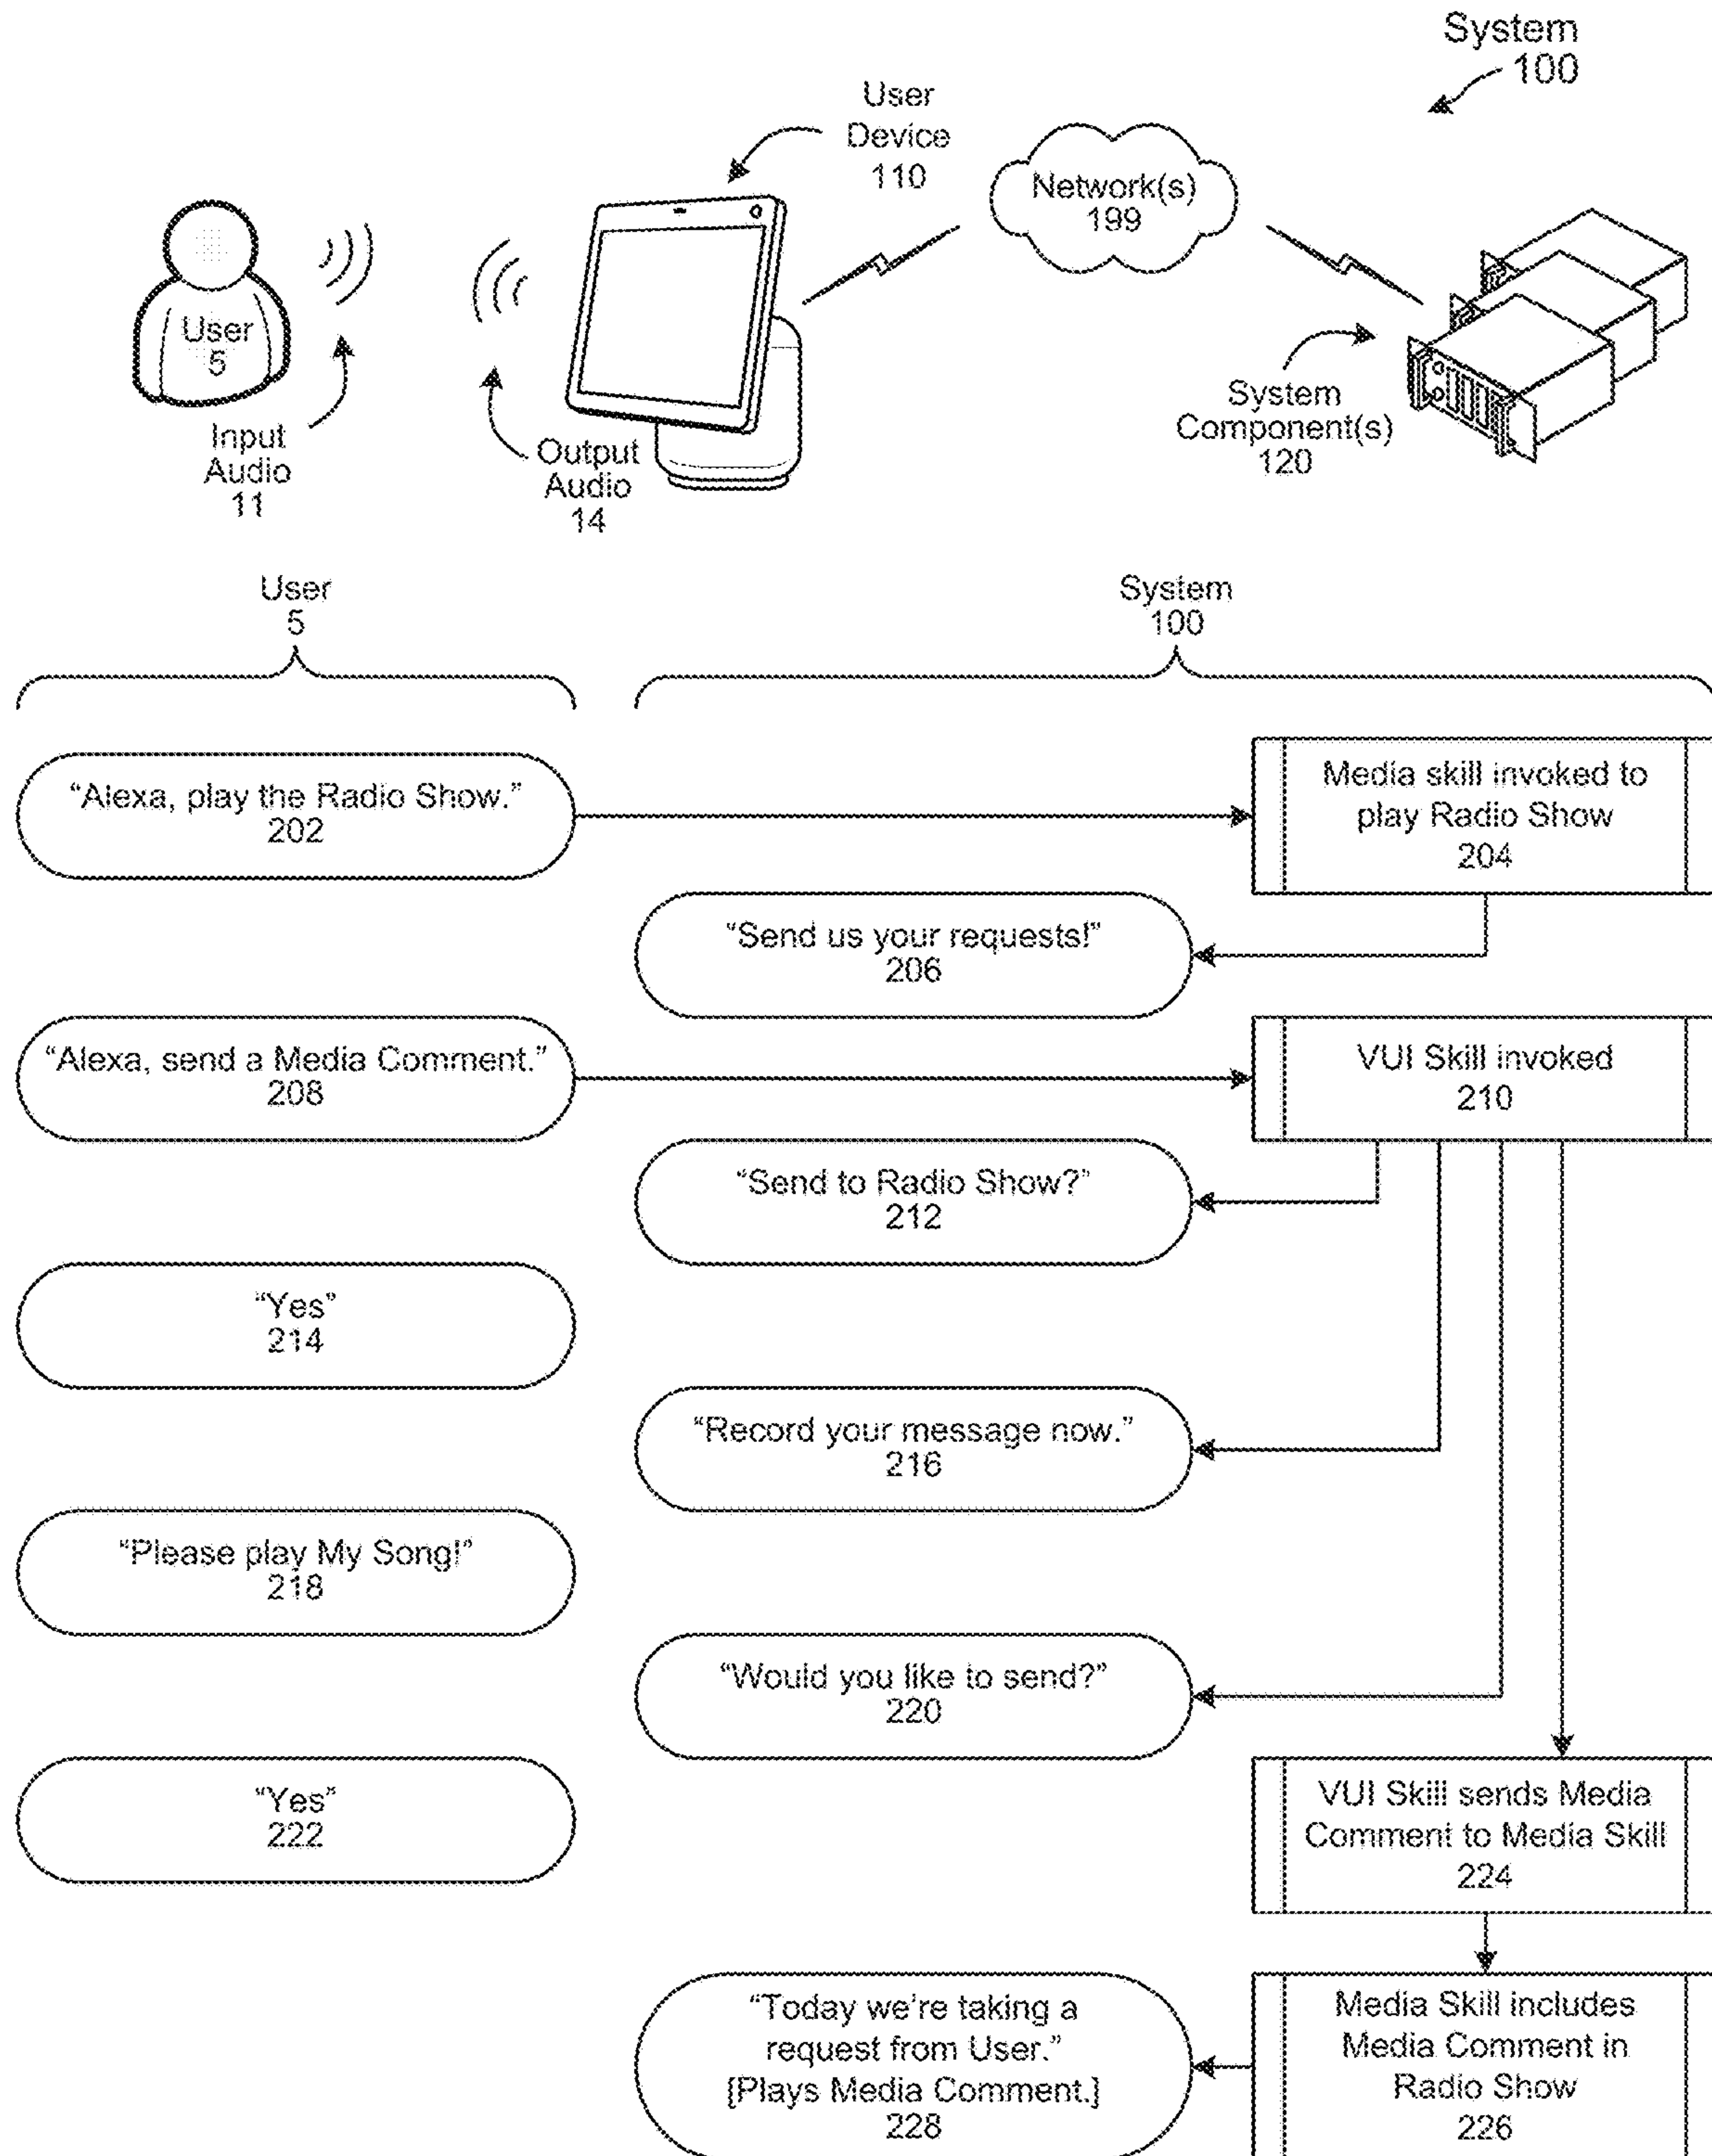 System
100
User
Device
110
Network(s)
199
User
5
Input
Audio
11
Output
Audio
14
System
Component(s)
120
User
5
System
100
“Alexa, play the Radio Show.”
202
Media skill invoked to
play Radio Show
204
“Send us your requests!”
206
“Alexa, send a Media Comment.”
208
VUI Skill invoked
210
“Send to Radio Show?”
212
“Yes”
214
“Record your message now.”
216
“Please play My Song!”
218
“Would you like to send?”
220
“Yes”
222
VUI Skill sends Media
Comment to Media Skill
224
“Today we’re taking a
request from User.”
[Plays Media Comment.]
228
Media Skill includes
Media Comment in
Radio Show
226